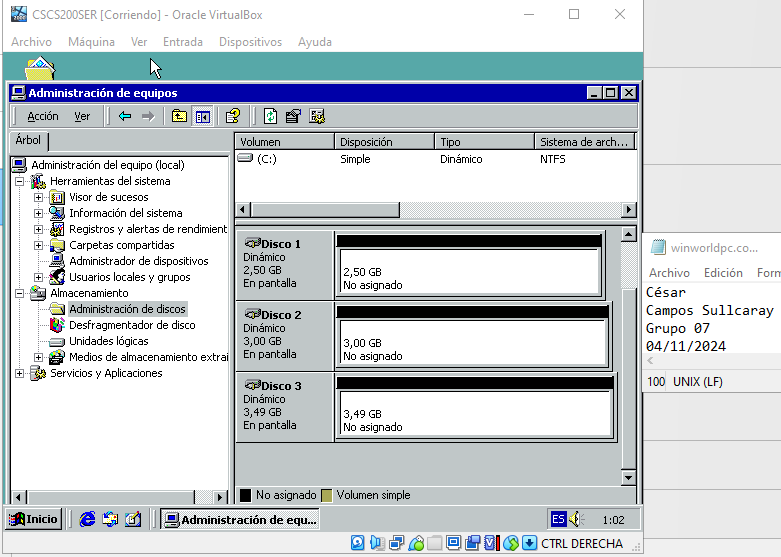 CSCS200SER [Corriendo] - Oracle VirtualBox
Archivo Máquina Ver Entrada Dispositivos Ayuda
Administración de equipos
Acción Ver
Árbol
Administración del equipo (local)
Herramientas del sistema
Visor de sucesos
Información del sistema
Registros y alertas de rendimient
Carpetas compartidas
Administrador de dispositivos
Usuarios locales y grupos
Almacenamiento
Administración de discos
Desfragmentador de disco
Unidades lógicas
Medios de almacenamiento extrai
Servicios y Aplicaciones
Volumen Disposición Tipo Sistema de arch...
(C:) Simple Dinámico NTFS
Disco 1
Dinámico
2,50 GB
En pantalla
2,50 GB
No asignado
Disco 2
Dinámico
3,00 GB
En pantalla
3,00 GB
No asignado
Disco 3
Dinámico
3,49 GB
En pantalla
3,49 GB
No asignado
No asignado Volumen simple
Inicio
Administración de equ...
ES
1:02
CTRL DERECHA
winworldpc.co...
Archivo Edición Form
César
Campos Sullcaray
Grupo 07
04/11/2024
100 UNIX (LF)